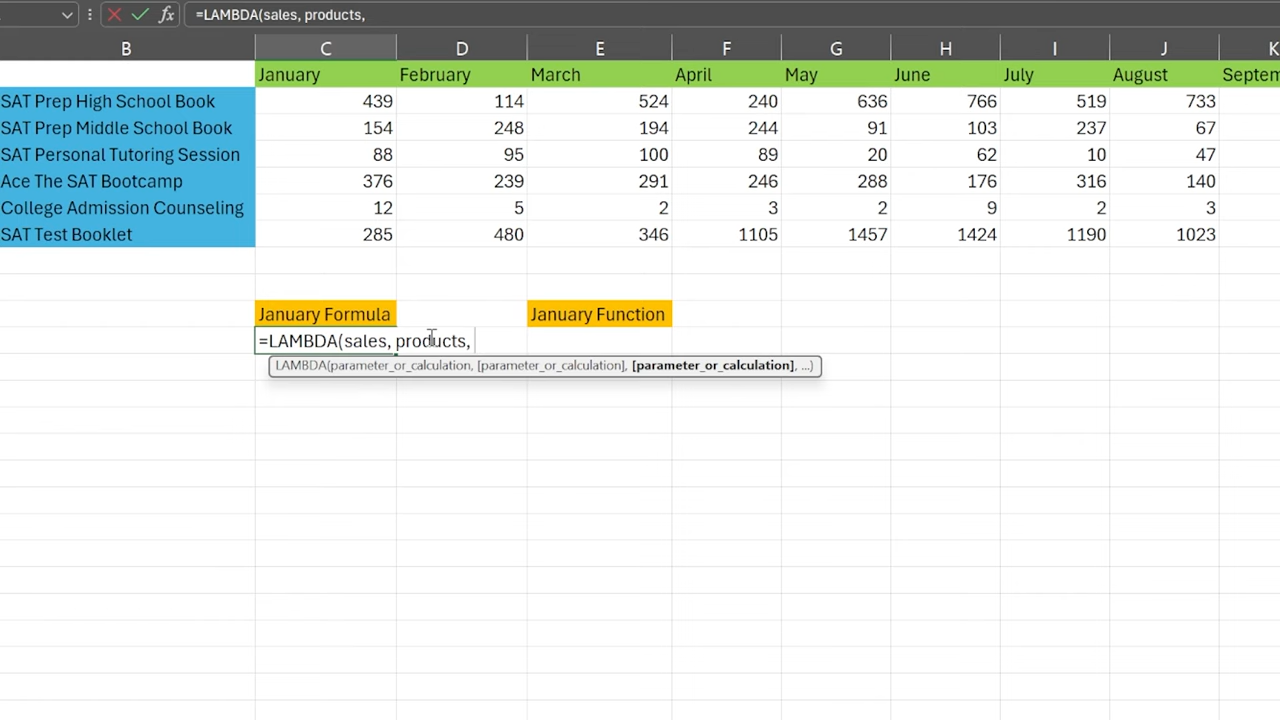 fx =LAMBDA(sales, products,
B C D E F G H I J K
January February March April May June July August Septem
SAT Prep High School Book 439 114 524 240 636 766 519 733
SAT Prep Middle School Book 154 248 194 244 91 103 237 67
SAT Personal Tutoring Session 88 95 100 89 20 62 10 47
Ace The SAT Bootcamp 376 239 291 246 288 176 316 140
College Admission Counseling 12 5 2 3 2 9 2 3
SAT Test Booklet 285 480 346 1105 1457 1424 1190 1023
January Formula January Function
=LAMBDA(sales, products,
LAMBDA(parameter_or_calculation, [parameter_or_calculation], [parameter_or_calculation], ...)